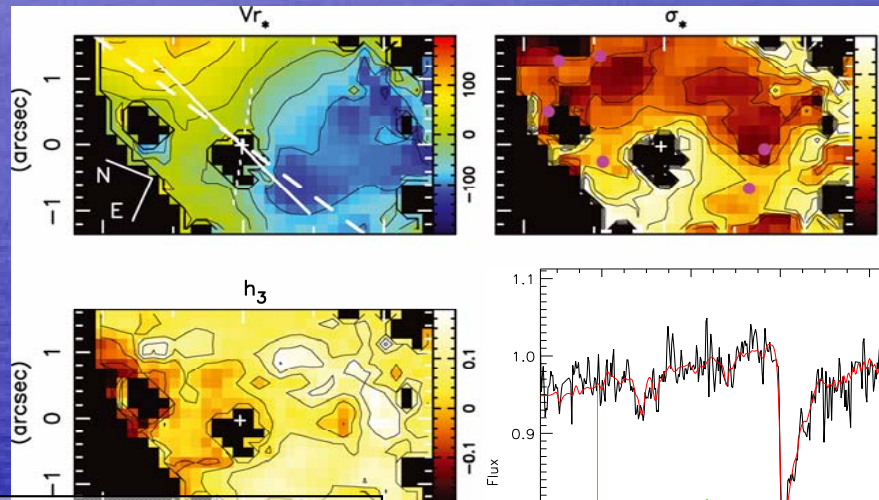 Vr*
σ*
(arcsec)
1
0
−1
N
E
100
0
−100
h3
(arcsec)
1
0
−1
0.1
0
−0.1
1.1
1.0
0.9
Flux